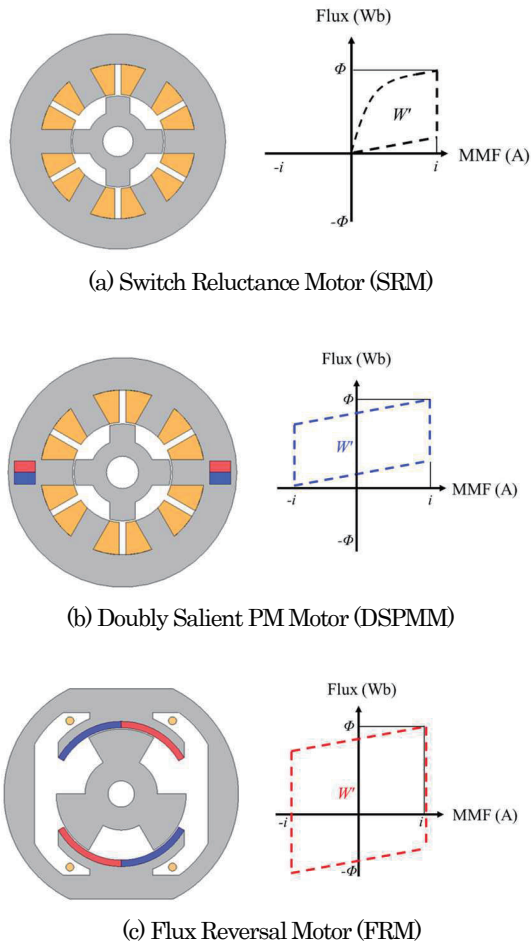 Flux (Wb)
Φ
W'
MMF (A)
-i
i
-Φ
(a) Switch Reluctance Motor (SRM)
Flux (Wb)
Φ
W'
-i
i
MMF (A)
-Φ
(b) Doubly Salient PM Motor (DSPMM)
Flux (Wb)
Φ
W'
-i
i
MMF (A)
-Φ
(c) Flux Reversal Motor (FRM)